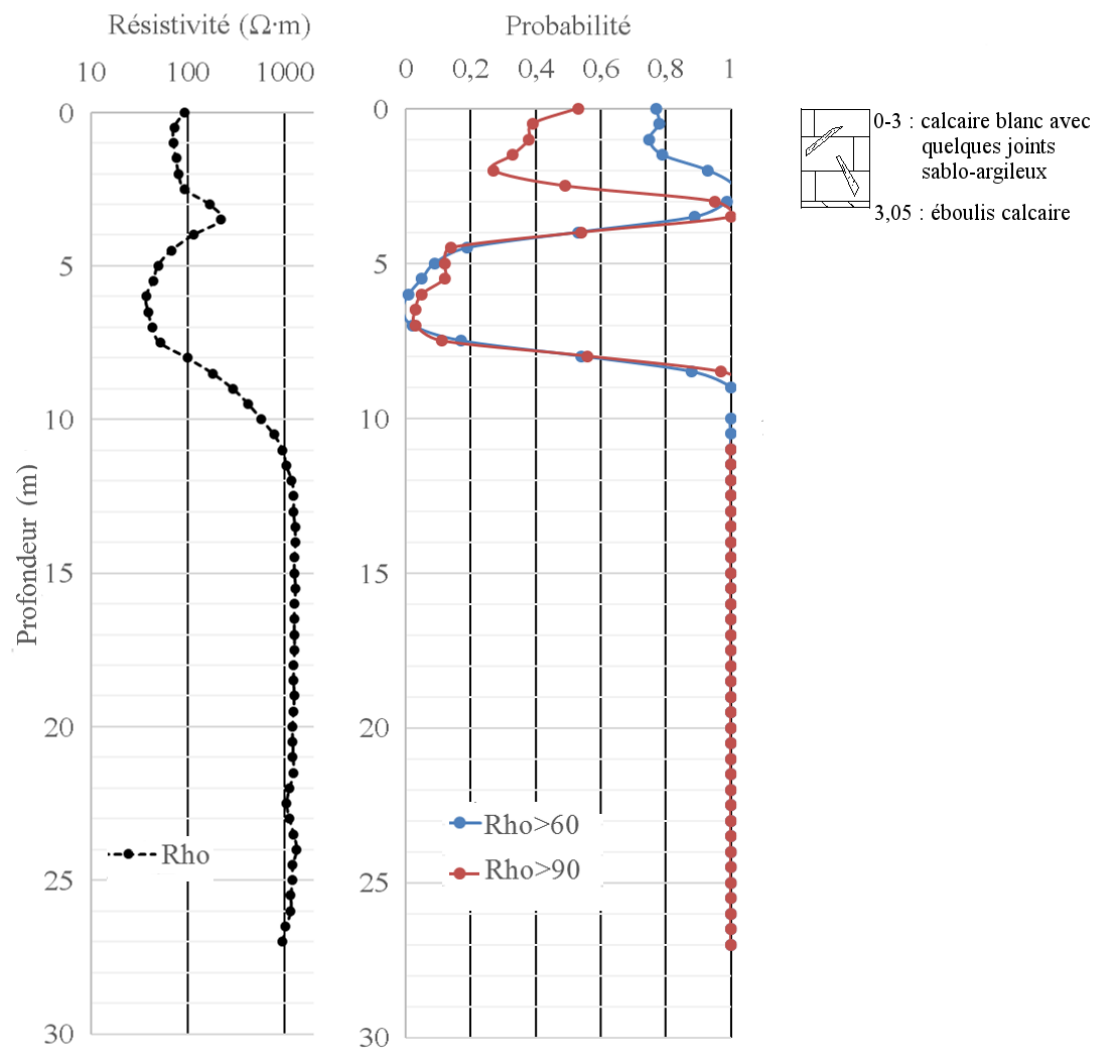 Résistivité (Ω·m)
10 100 1000
0
5
10
15
20
25
30
Profondeur (m)
Rho
Probabilité
0 0,2 0,4 0,6 0,8 1
0
5
10
15
20
25
30
Rho>60
Rho>90
0-3 : calcaire blanc avec
quelques joints
sablo-argileux
3,05 : éboulis calcaire